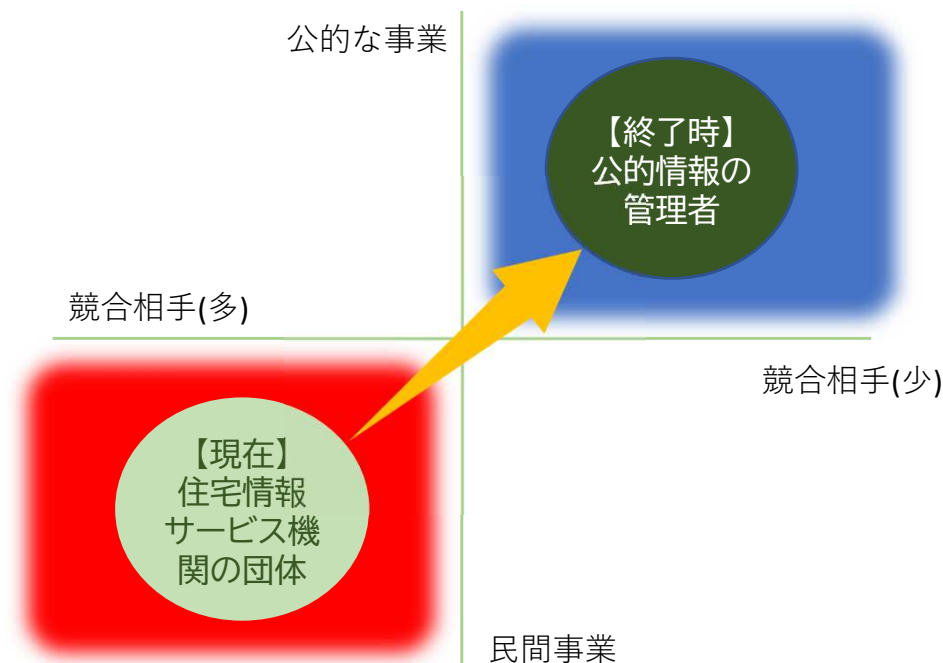 公的な事業
【終了時】
公的情報の
管理者
競合相手(多)
競合相手(少)
【現在】
住宅情報
サービス機
関の団体
民間事業